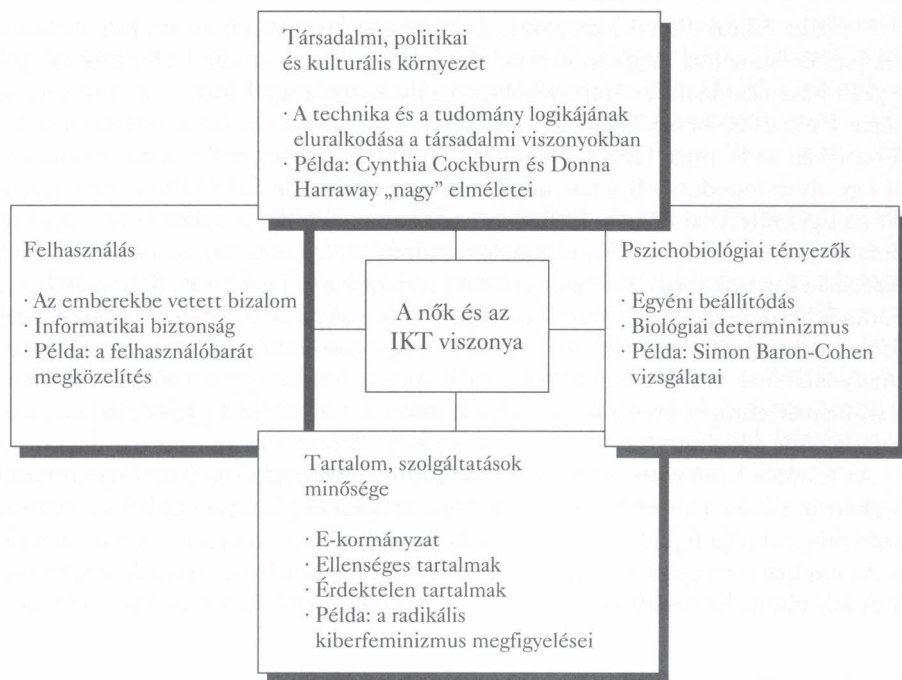 Társadalmi, politikai
és kulturális környezet
· A technika és a tudomány logikájának
eluralkodása a társadalmi viszonyokban
· Példa: Cynthia Cockburn és Donna
Haraway „nagy” elméletei
Felhasználás
· Az emberekbe vetett bizalom
· Informatikai biztonság
· Példa: a felhasználóbarát
megközelítés
A nők és az
IKT viszonya
Pszichobiológiai tényezők
· Egyéni beállítódás
· Biológiai determinizmus
· Példa: Simon Baron-Cohen
vizsgálatai
Tartalom, szolgáltatások
minősége
· E-kormányzat
· Ellenséges tartalmak
· Érdektelen tartalmak
· Példa: a radikális
kiberfeminizmus megfigyelései